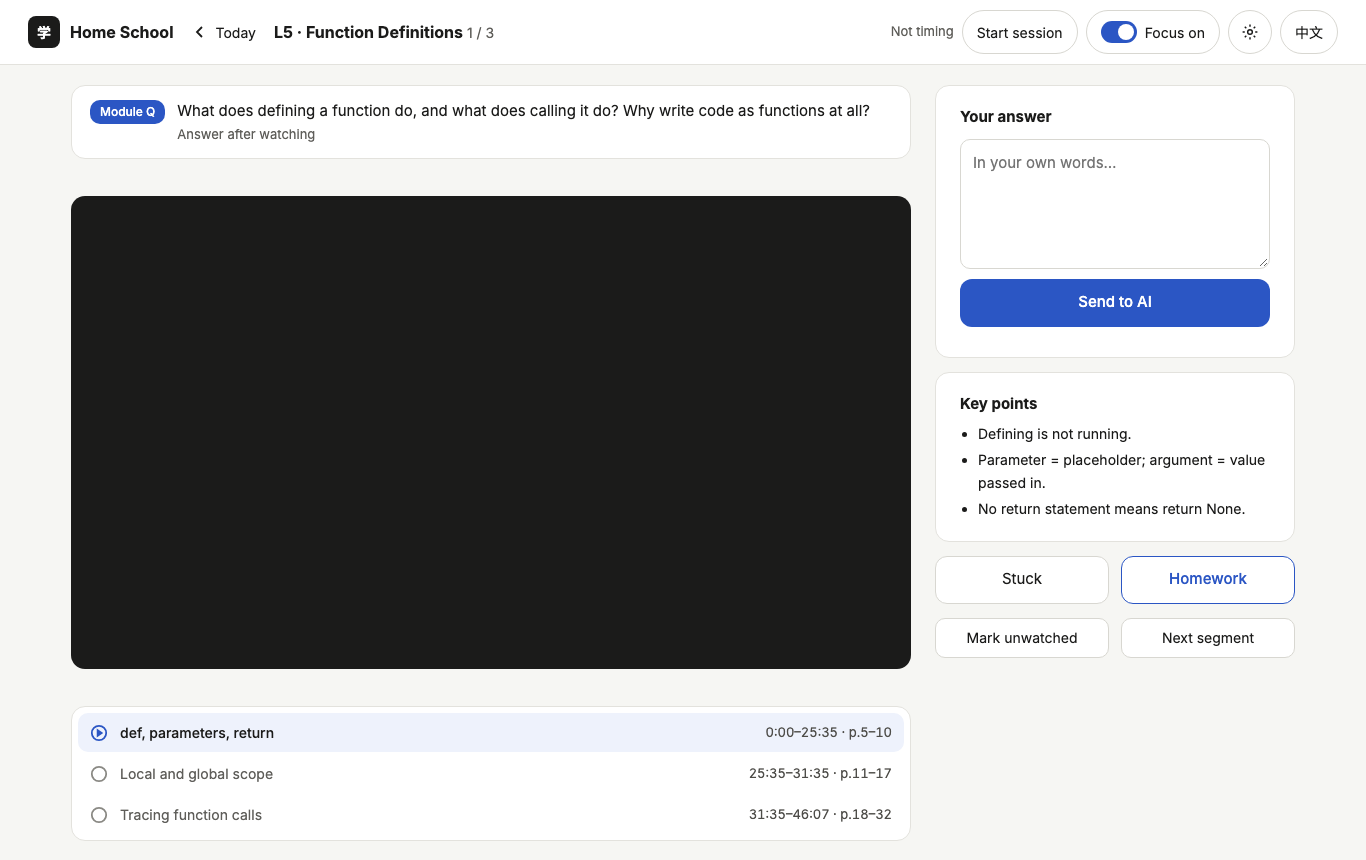 学 Home School Today L5 · Function Definitions 1 / 3 Not timing Start session Focus on 中文
Module Q What does defining a function do, and what does calling it do? Why write code as functions at all?
Answer after watching
def, parameters, return 0:00–25:35 · p.5–10
Local and global scope 25:35–31:35 · p.11–17
Tracing function calls 31:35–46:07 · p.18–32
Your answer
In your own words...
Send to AI
Key points
Defining is not running.
Parameter = placeholder; argument = value
passed in.
No return statement means return None.
Stuck Homework
Mark unwatched Next segment